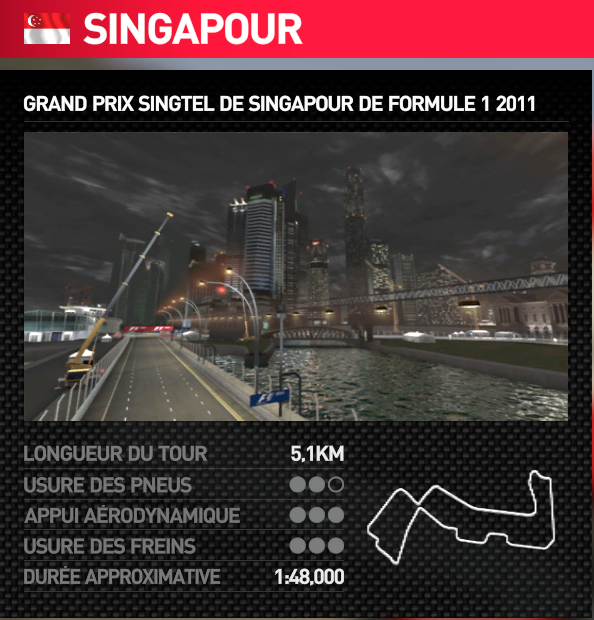 SINGAPOUR
GRAND PRIX SINGTEL DE SINGAPOUR DE FORMULE 1 2011
LONGUEUR DU TOUR 5,1KM
USURE DES PNEUS
APPUI AÉRODYNAMIQUE
USURE DES FREINS
DURÉE APPROXIMATIVE 1:48,000